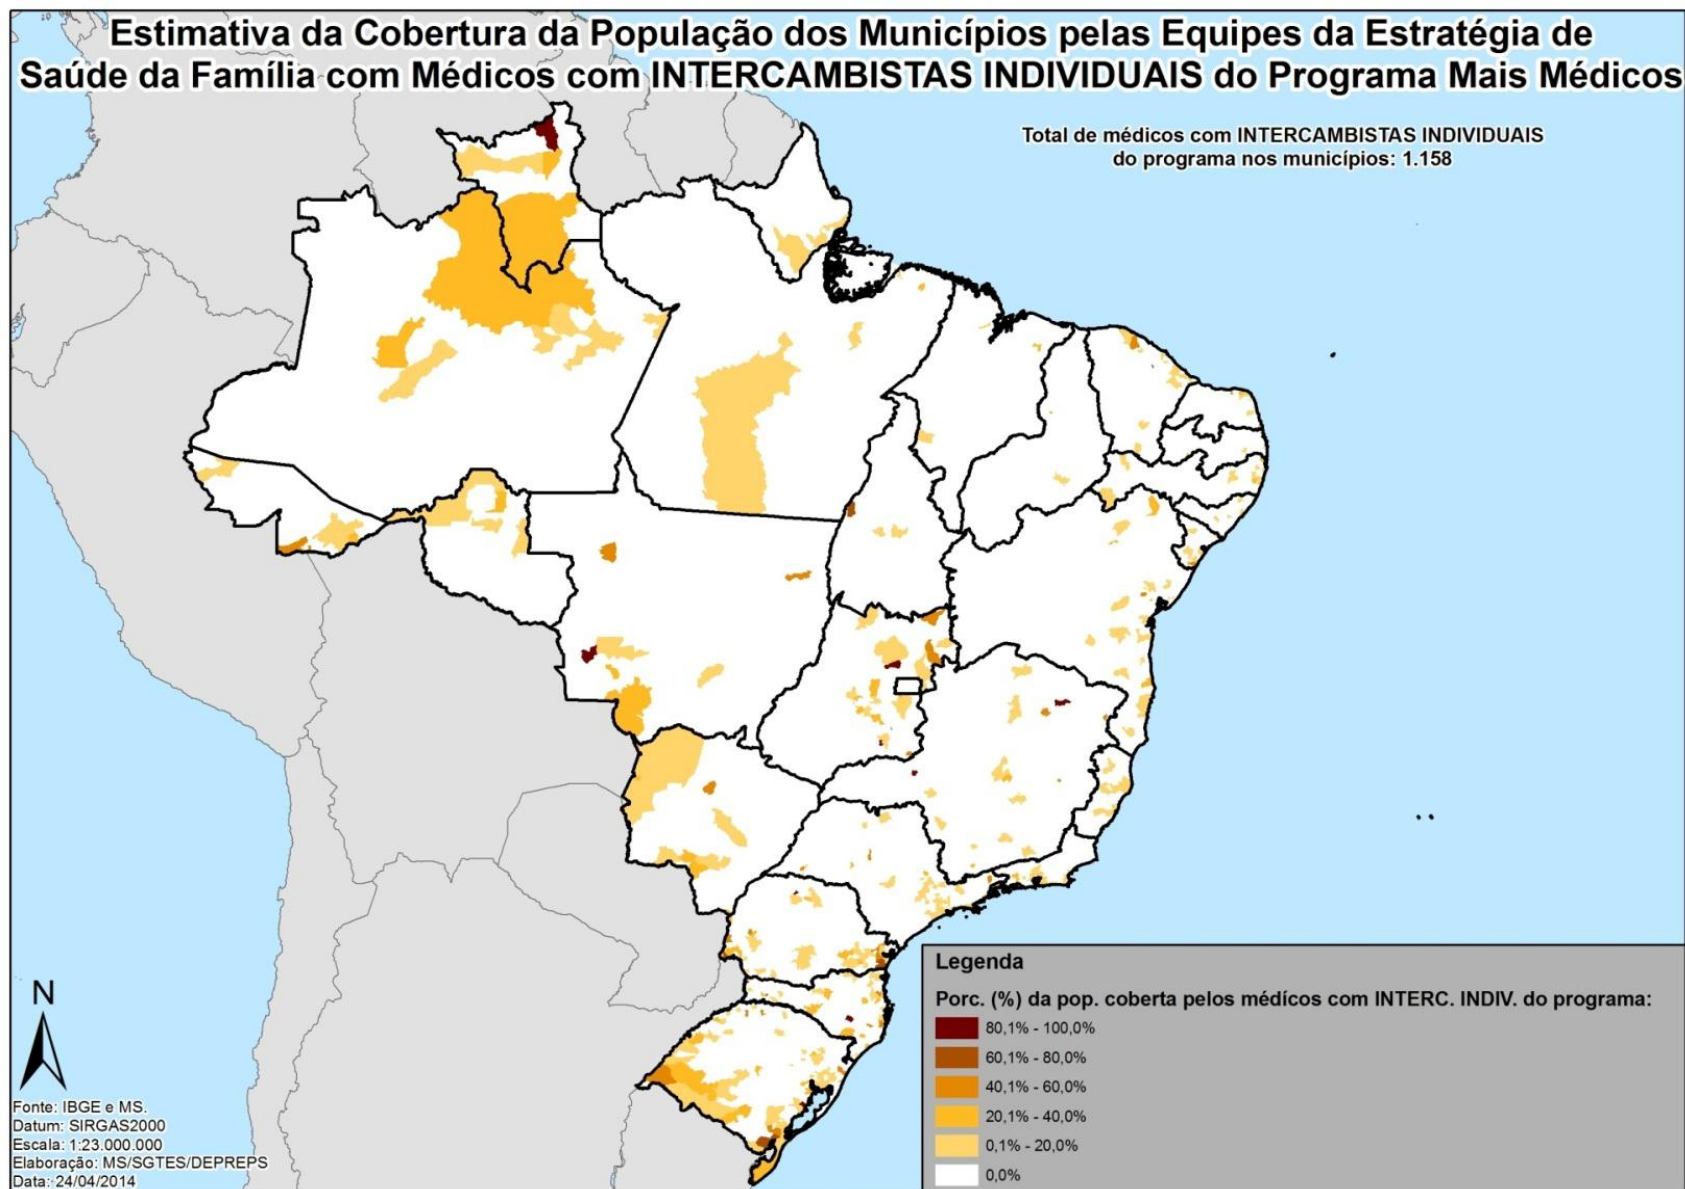 Estimativa da Cobertura da População dos Municípios pelas Equipes da Estratégia de
Saúde da Família com Médicos com INTERCAMBISTAS INDIVIDUAIS do Programa Mais Médicos
Total de médicos com INTERCAMBISTAS INDIVIDUAIS
do programa nos municípios: 1.158
N
Fonte: IBGE e MS.
Datum: SIRGAS2000
Escala: 1:23.000.000
Elaboração: MS/SGTES/DEPREPS
Data: 24/04/2014
Legenda
Porc. (%) da pop. coberta pelos médícos com INTERC. INDIV. do programa:
80,1% - 100,0%
60,1% - 80,0%
40,1% - 60,0%
20,1% - 40,0%
0,1% - 20,0%
0,0%